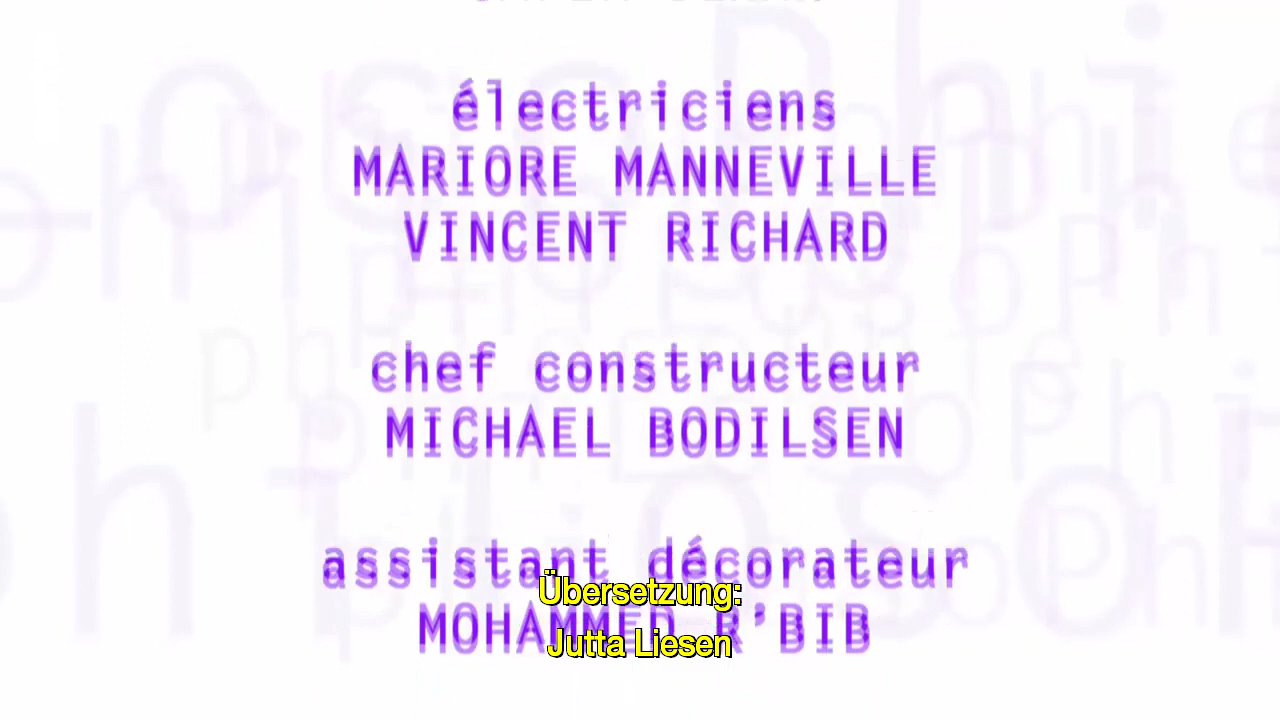 électriciens
MARIORE MANNEVILLE
VINCENT RICHARD
chef constructeur
MICHAEL BODILSEN
assistant décorateur
MOHAMMED R'BIB
Übersetzung:
Jutta Liesen